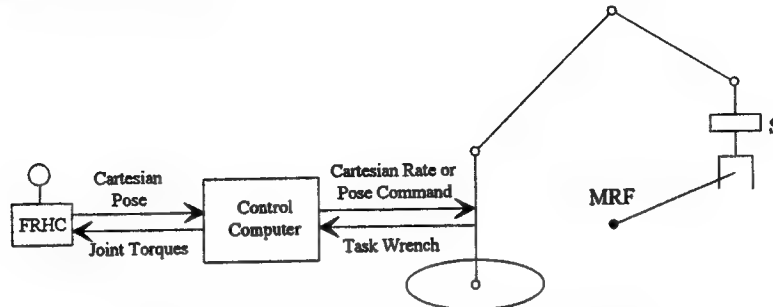 S
Cartesian Rate or
Pose Command
Cartesian
Pose
MRF
Control
Computer
FRHC
Joint Torques
Task Wrench